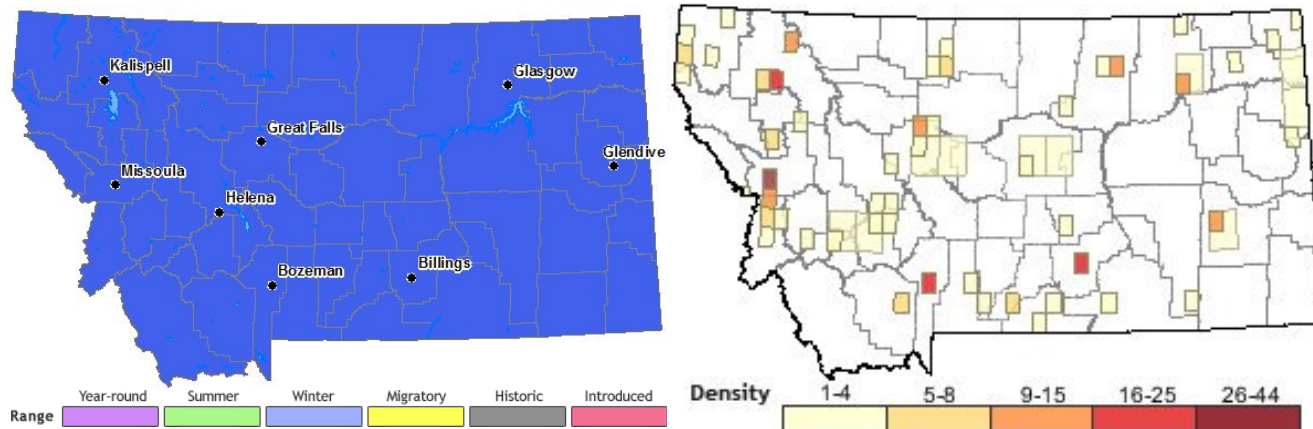 Kalispell
Glasgow
Great Falls
Glendive
Missoula
Helena
Bozeman
Billings
Range Year-round Summer Winter Migratory Historic Introduced
Density 1-4 5-8 9-15 16-25 26-44